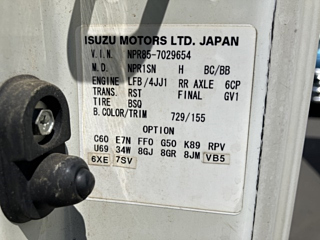 ISUZU MOTORS LTD. JAPAN
V.I.N. NPR85-7029654
M.D. NPR1SN H BC/BB
ENGINE LFB/4JJ1 RR AXLE 6CP
/TRANS. RST FINAL GV1
TIRE BSQ
B.COLOR/TRIM 729/155
OPTION
C60 E7N FF0 G50 K89 RPV
U69 34W 8GJ 8GR 8JM VB5
6XE 7SV